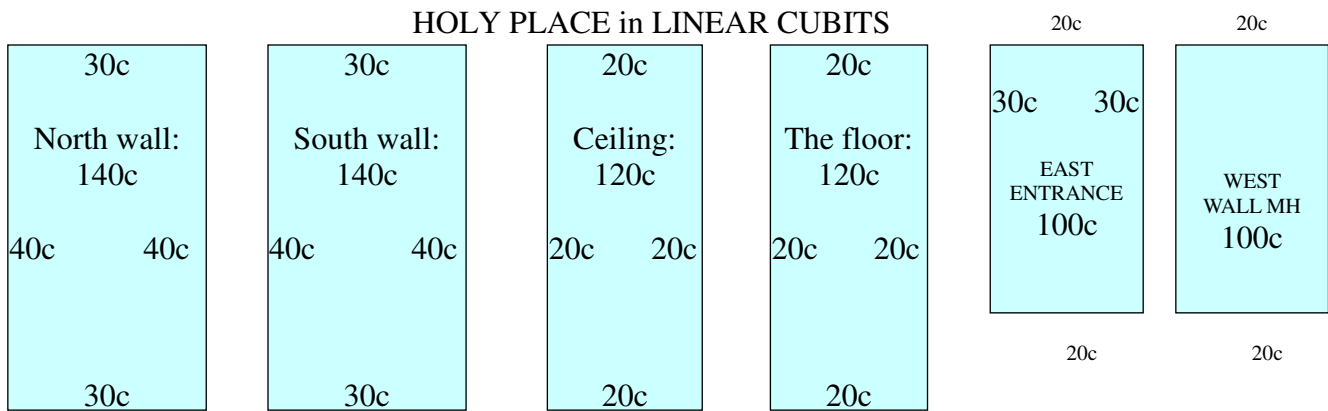 HOLY PLACE in LINEAR CUBITS
20c 20c
30c 30c 20c 20c
30c 30c
North wall: South wall: Ceiling: The floor:
140c 140c 120c 120c
EAST
ENTRANCE
100c
WEST
WALL MH
100c
40c 40c 40c 40c 20c 20c 20c 20c
20c 20c
30c 30c 20c 20c